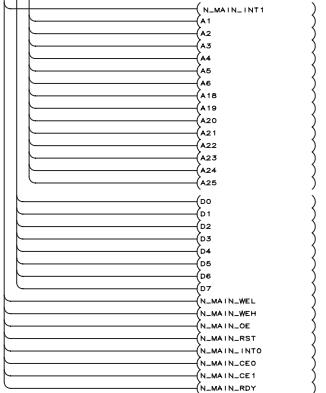 N_MAIN_INT1
A1
A2
A3
A4
A5
A6
A18
A19
A20
A21
A22
A23
A24
A25
D0
D1
D2
D3
D4
D5
D6
D7
N_MAIN_WEL
N_MAIN_WEH
N_MAIN_OE
N_MAIN_RST
N_MAIN_INT0
N_MAIN_CE0
N_MAIN_CE1
N_MAIN_RDY